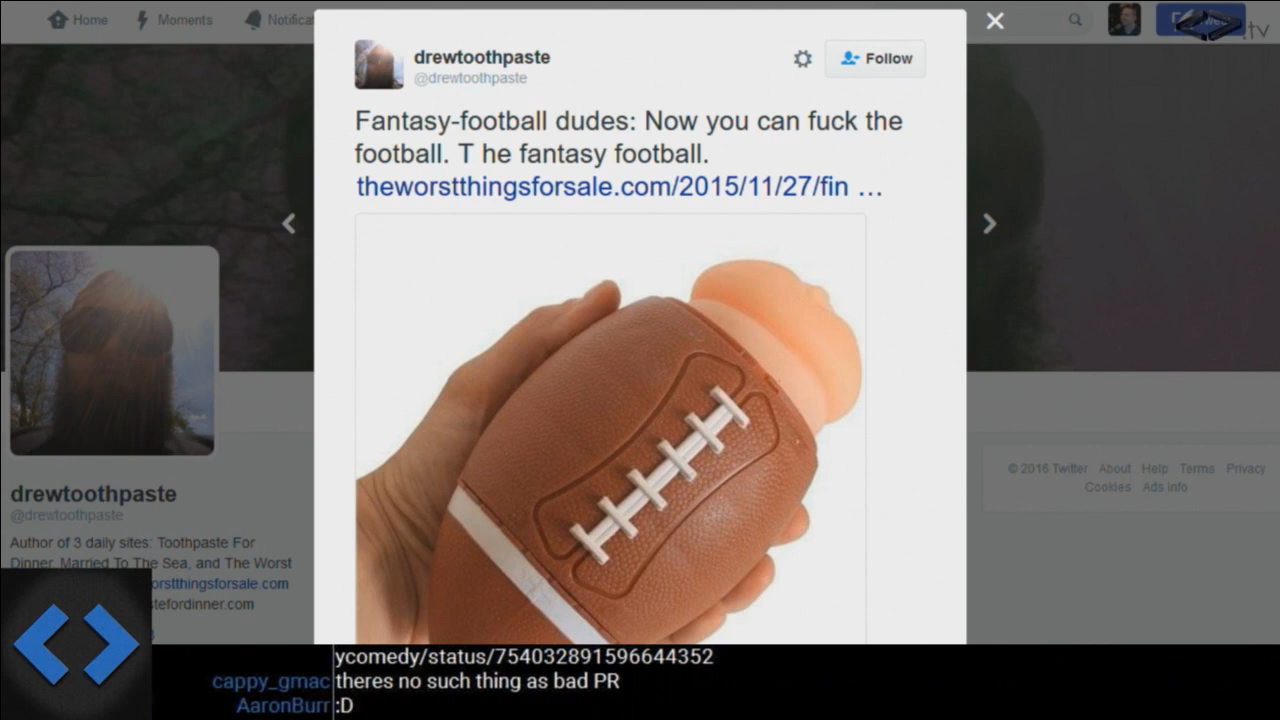 Home
Moments
drewtoothpaste
@drewtoothpaste
Follow
Fantasy-football dudes: Now you can fuck the
football. T he fantasy football.
theworstthingsforsale.com/2015/11/27/fin …
drewtoothpaste
@drewtoothpaste
Author of 3 daily sites: Toothpaste For
Dinner, Married To The Sea, and The Worst
orstthingsforsale.com
stefordinner.com
© 2016 Twitter About Help Terms Privacy
Cookies Ads info
.tv
ycomedy/status/754032891596644352
cappy_gmac theres no such thing as bad PR
AaronBurr :D